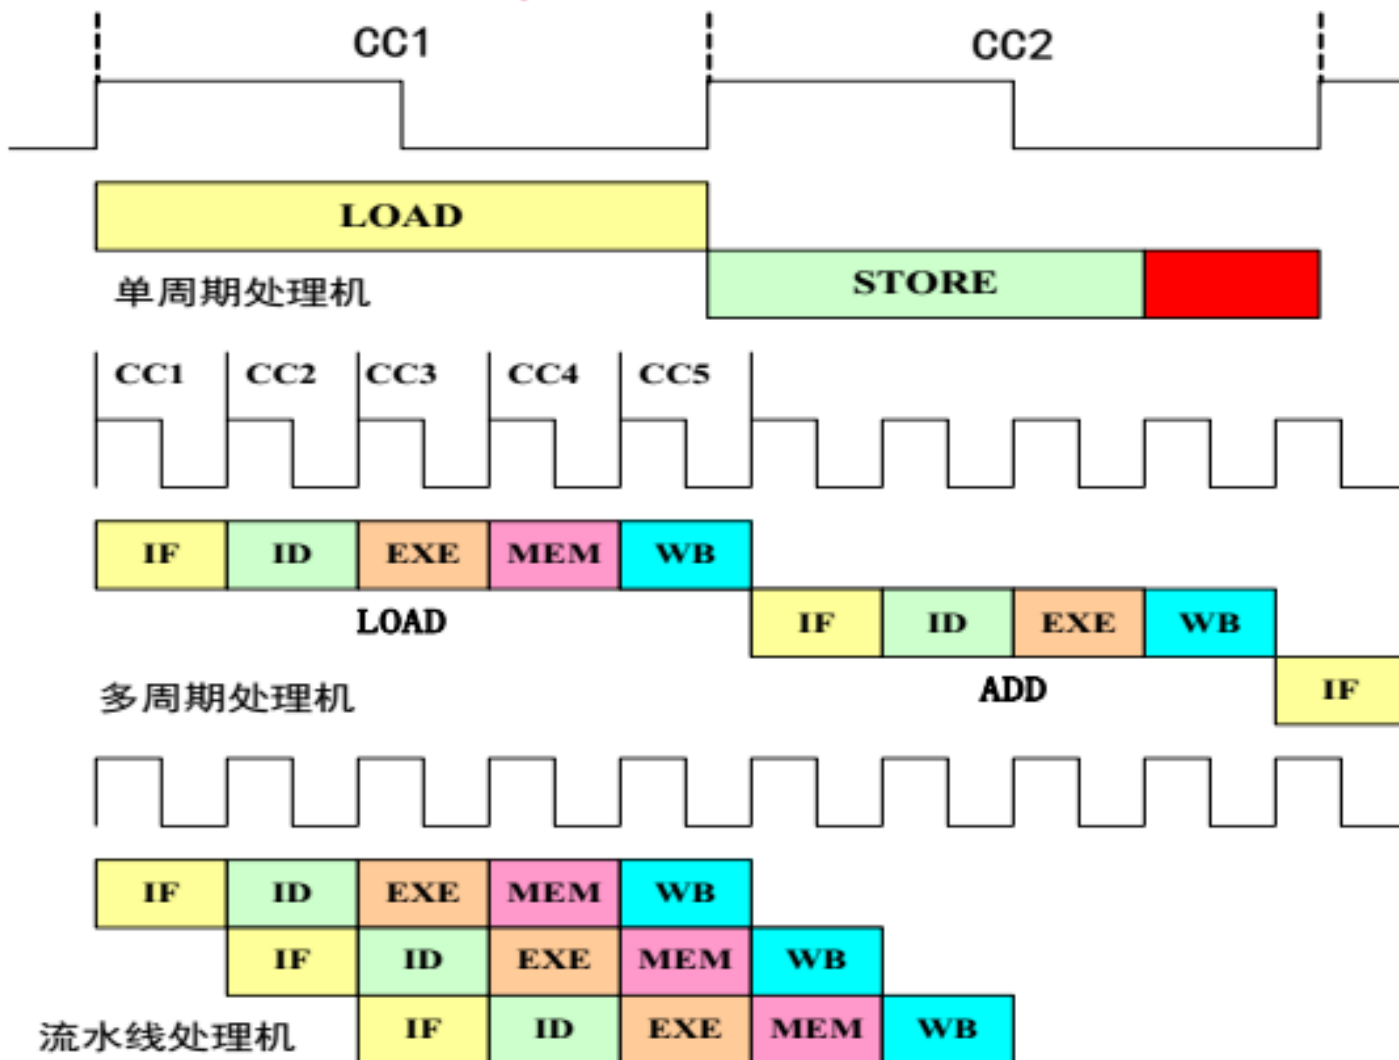 CC1 CC2
LOAD
STORE
单周期处理机
CC1 CC2 CC3 CC4 CC5
IF ID EXE MEM WB
LOAD
IF ID EXE WB
多周期处理机
ADD
IF
IF ID EXE MEM WB
IF ID EXE MEM WB
流水线处理机
IF ID EXE MEM WB